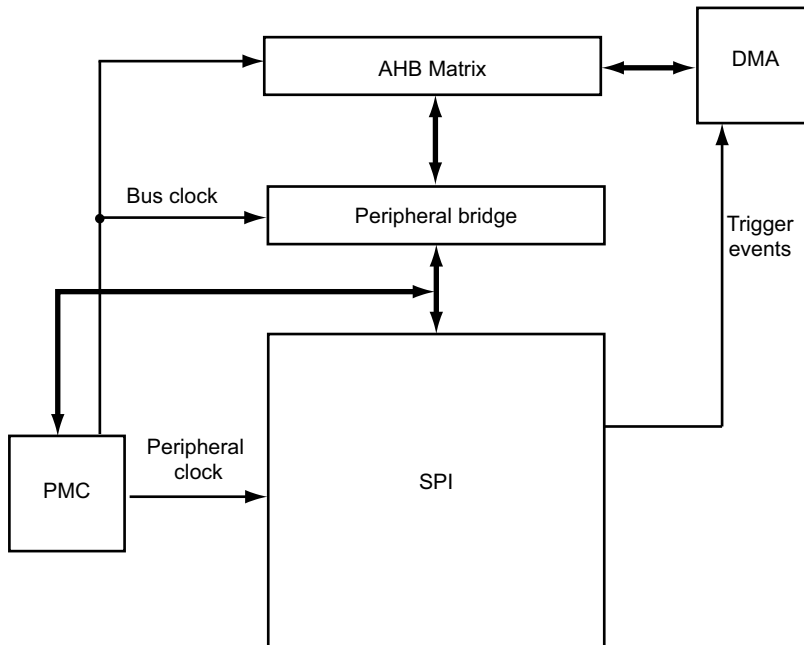 AHB Matrix
DMA
Bus clock
Peripheral bridge
Trigger
events
Peripheral
clock
PMC
SPI